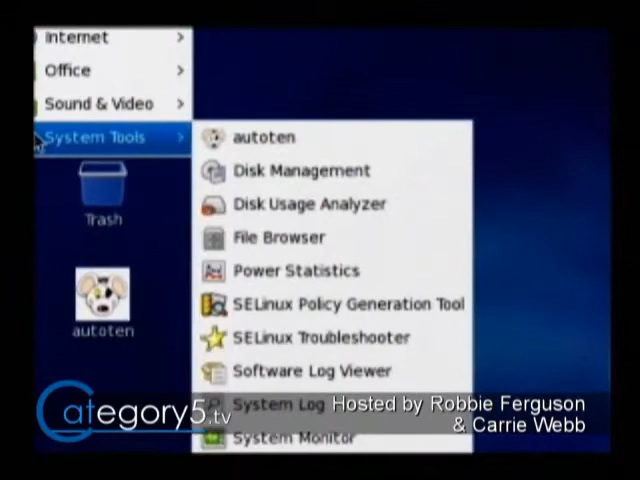 Internet
Office
Sound & Video
System Tools
autoten
Disk Management
Disk Usage Analyzer
Trash
File Browser
Power Statistics
SELinux Policy Generation Tool
autoten
SELinux Troubleshooter
Software Log Viewer
System Log
Hosted by Robbie Ferguson
& Carrie Webb
Category5.tv
System Monitor